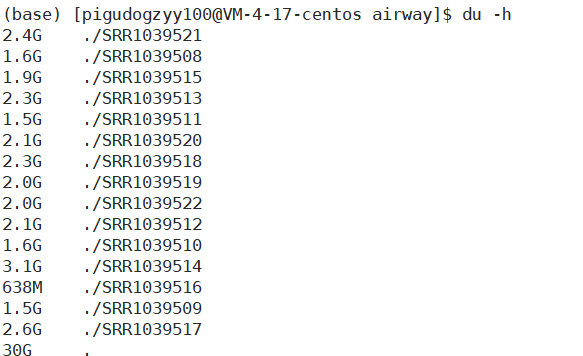 (base) [pigudogzyy100@VM-4-17-centos airway]$ du -h
2.4G    ./SRR1039521
1.6G    ./SRR1039508
1.9G    ./SRR1039515
2.3G    ./SRR1039513
1.5G    ./SRR1039511
2.1G    ./SRR1039520
2.3G    ./SRR1039518
2.0G    ./SRR1039519
2.0G    ./SRR1039522
2.1G    ./SRR1039512
1.6G    ./SRR1039510
3.1G    ./SRR1039514
638M    ./SRR1039516
1.5G    ./SRR1039509
2.6G    ./SRR1039517
30G     .